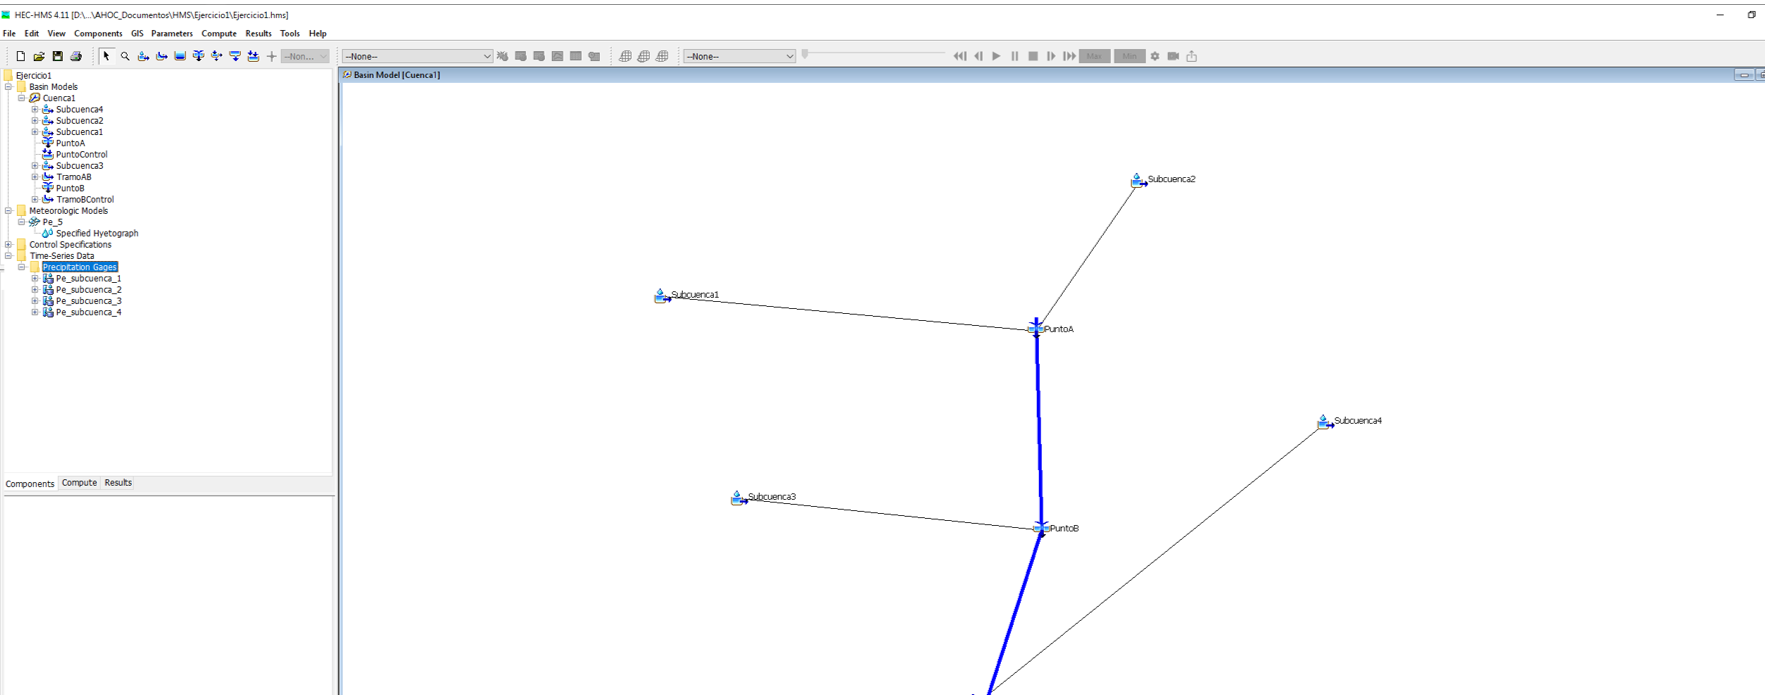 HEC-HMS 4.11 [D:\...\AHOC_Documentos\HMS\Ejercicio1\Ejercicio1.hms]
File Edit View Components GIS Parameters Compute Results Tools Help
--Non... --None-- --None-- Max Min
Ejercicio1
Basin Models
Cuenca1
Subcuenca4
Subcuenca2
Subcuenca1
PuntoA
PuntoControl
Subcuenca3
TramoAB
PuntoB
TramoBControl
Meteorologic Models
Pe_5
Specified Hyetograph
Control Specifications
Time-Series Data
Precipitation Gages
Pe_subcuenca_1
Pe_subcuenca_2
Pe_subcuenca_3
Pe_subcuenca_4
Components Compute Results
Basin Model [Cuenca1]
Subcuenca2
Subcuenca1
PuntoA
Subcuenca4
Subcuenca3
PuntoB